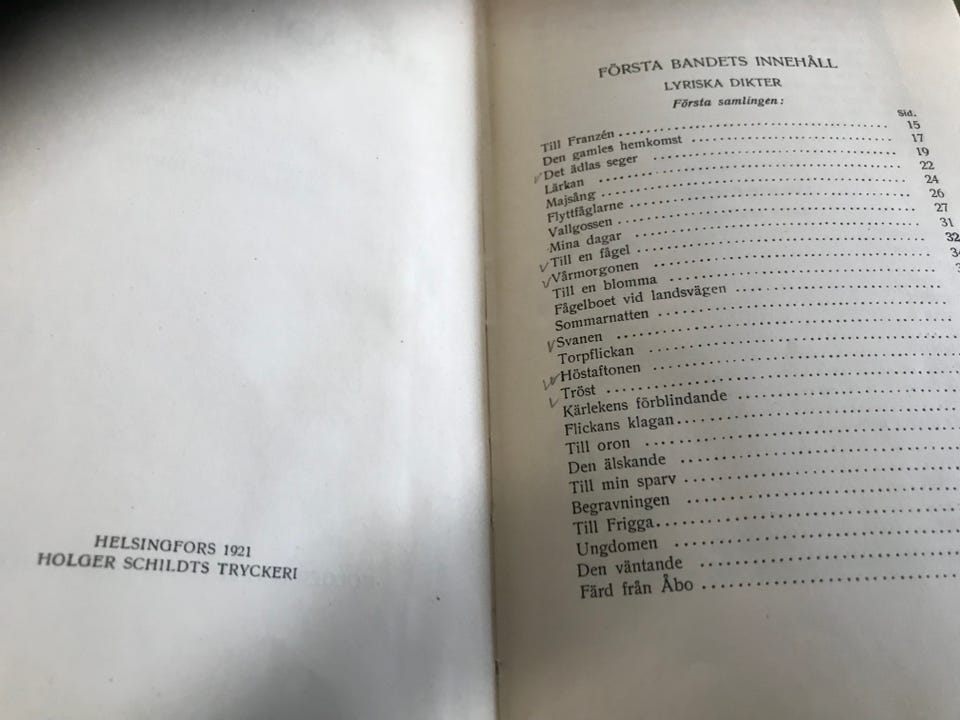 HELSINGFORS 1921
HOLGER SCHILDTS TRYCKERI
FÖRSTA BANDETS INNEHÅLL
LYRISKA DIKTER
Första samlingen:
Sid.
Till Franzén 15
Den gamles hemkomst 17
Det ädlas seger 19
Lärkan 22
Majsång 24
Flyttfåglarne 26
Vallgossen 27
Mina dagar 31
Till en fågel 32
Vårmorgonen
Till en blomma
Fågelboet vid landsvägen
Sommarnatten
Svanen
Torpflickan
Höstaftonen
Tröst
Kärlekens förblindande
Flickans klagan
Till oron
Den älskande
Till min sparv
Begravningen
Till Frigga
Ungdomen
Den väntande
Färd från Åbo